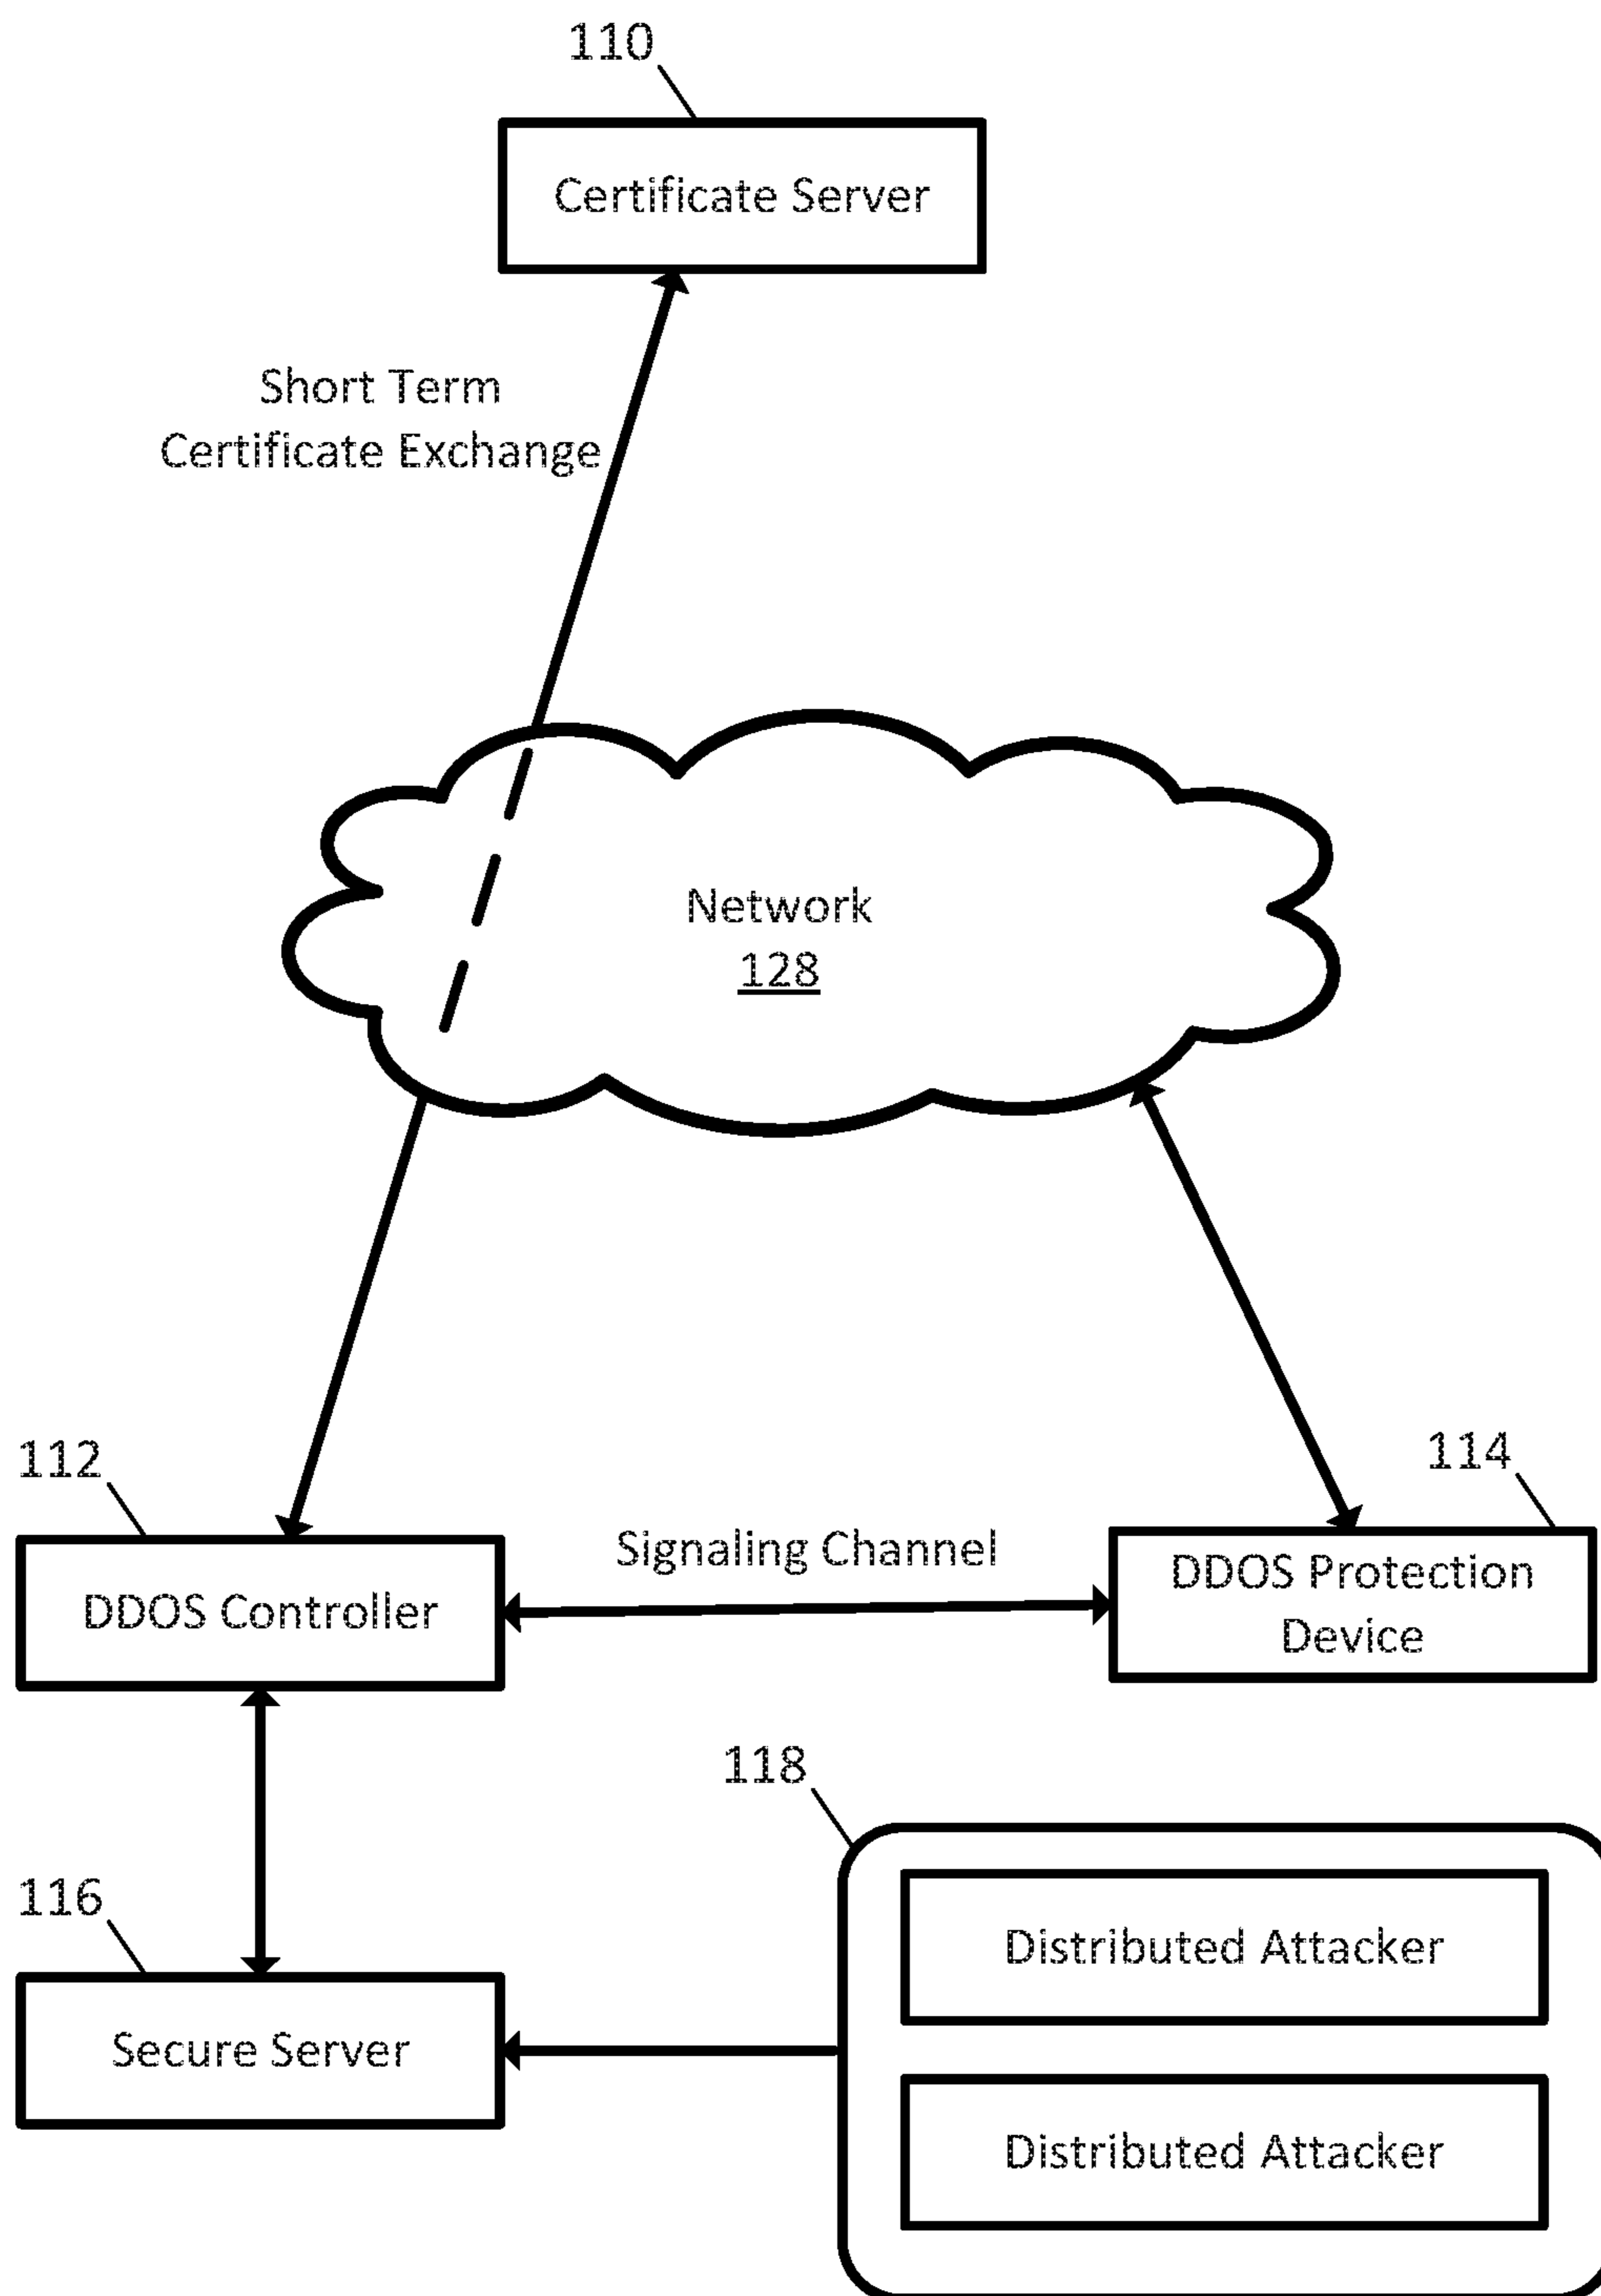 110
Certificate Server
Short Term
Certificate Exchange
Network
128
112
114
Signaling Channel
DDOS Controller
DDOS Protection
Device
118
116
Distributed Attacker
Secure Server
Distributed Attacker